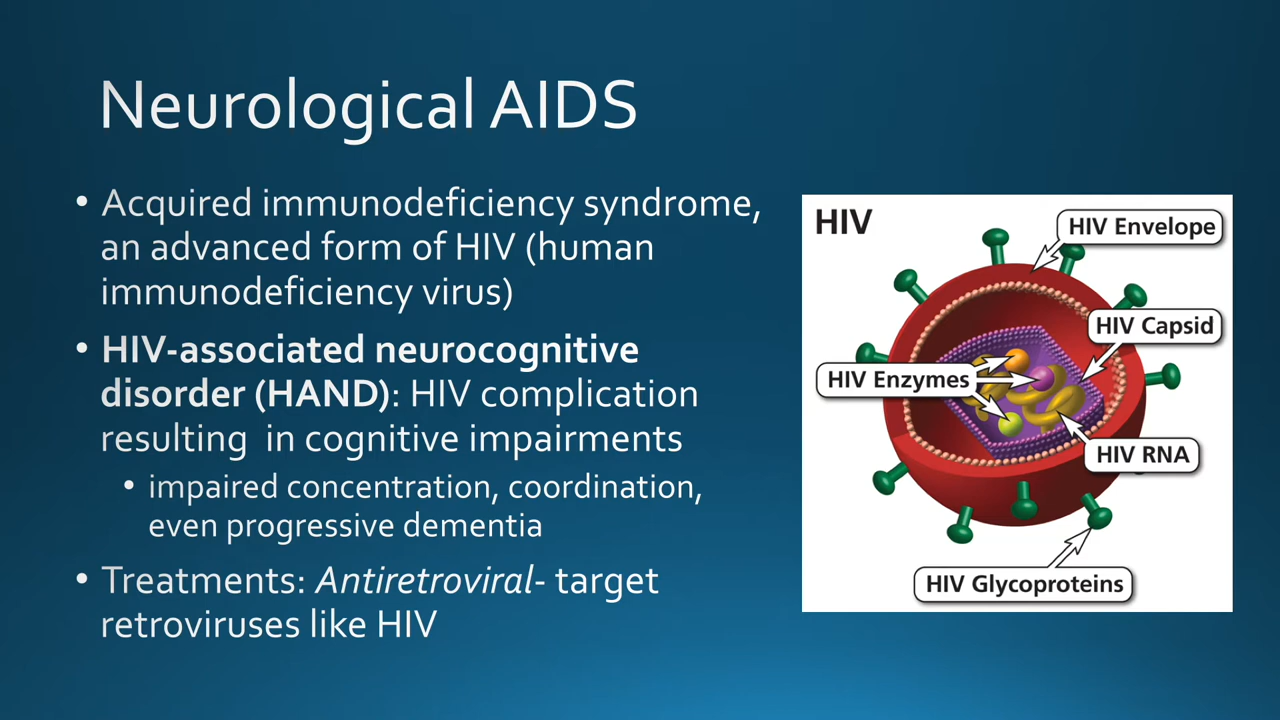 Neurological AIDS
• Acquired immunodeficiency syndrome,
an advanced form of HIV (human
immunodeficiency virus)
• HIV-associated neurocognitive
disorder (HAND): HIV complication
resulting  in cognitive impairments
• impaired concentration, coordination,
even progressive dementia
• Treatments: Antiretroviral- target
retroviruses like HIV
HIV
HIV Envelope
HIV Capsid
HIV Enzymes
HIV RNA
HIV Glycoproteins